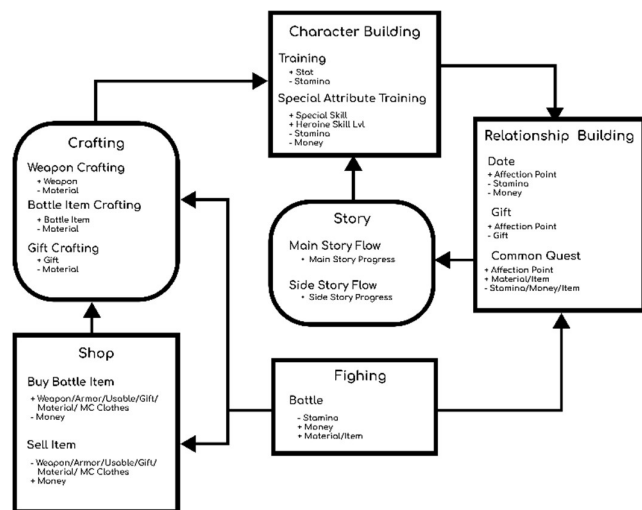 Character Building
Training
+ Stat
- Stamina
Special Attribute Training
+ Special Skill
+ Heroine Skill Lvl
- Stamina
- Money
Crafting
Weapon Crafting
+ Weapon
- Material
Battle Item Crafting
+ Battle Item
- Material
Gift Crafting
+ Gift
- Material
Relationship Building
Date
+ Affection Point
- Stamina
- Money
Gift
+ Affection Point
- Gift
Common Quest
+ Affection Point
+ Material/Item
- Stamina/Money/Item
Story
Main Story Flow
• Main Story Progress
Side Story Flow
• Side Story Progress
Shop
Buy Battle Item
+ Weapon/Armor/Usable/Gift/
Material/ MC Clothes
- Money
Sell Item
- Weapon/Armor/Usable/Gift/
Material/ MC Clothes
+ Money
Fighing
Battle
- Stamina
+ Money
+ Material/Item